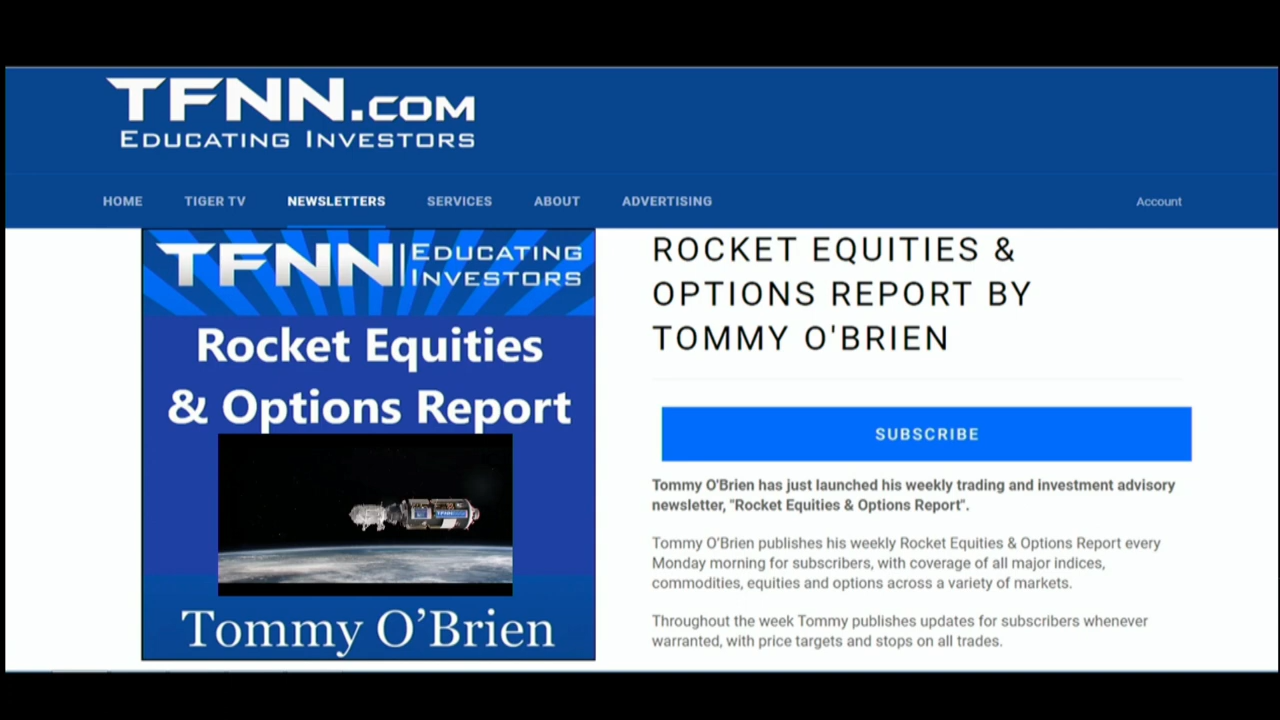 TFNN.COM
EDUCATING INVESTORS
HOME TIGER TV NEWSLETTERS SERVICES ABOUT ADVERTISING Account
TFNN EDUCATING INVESTORS
Rocket Equities
& Options Report
TFNN
Tommy O'Brien
ROCKET EQUITIES &
OPTIONS REPORT BY
TOMMY O'BRIEN
SUBSCRIBE
Tommy O'Brien has just launched his weekly trading and investment advisory
newsletter, "Rocket Equities & Options Report".
Tommy O'Brien publishes his weekly Rocket Equities & Options Report every
Monday morning for subscribers, with coverage of all major indices,
commodities, equities and options across a variety of markets.
Throughout the week Tommy publishes updates for subscribers whenever
warranted, with price targets and stops on all trades.